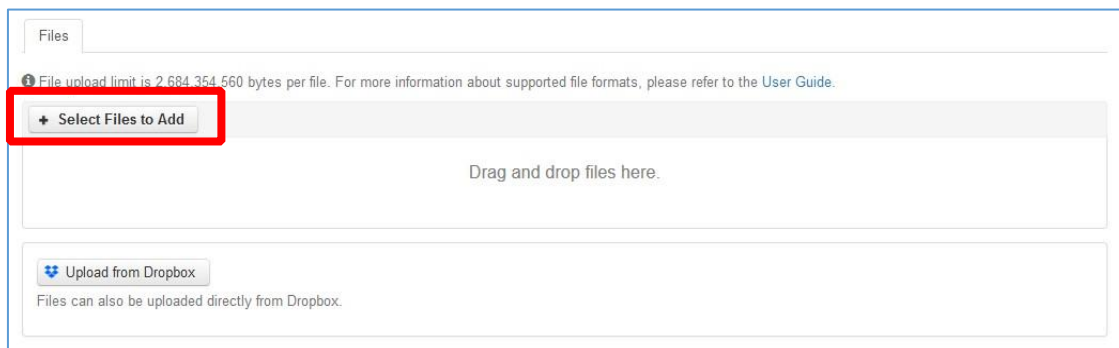 Files
File upload limit is 2,684,354,560 bytes per file. For more information about supported file formats, please refer to the User Guide.
+ Select Files to Add
Drag and drop files here.
Upload from Dropbox
Files can also be uploaded directly from Dropbox.